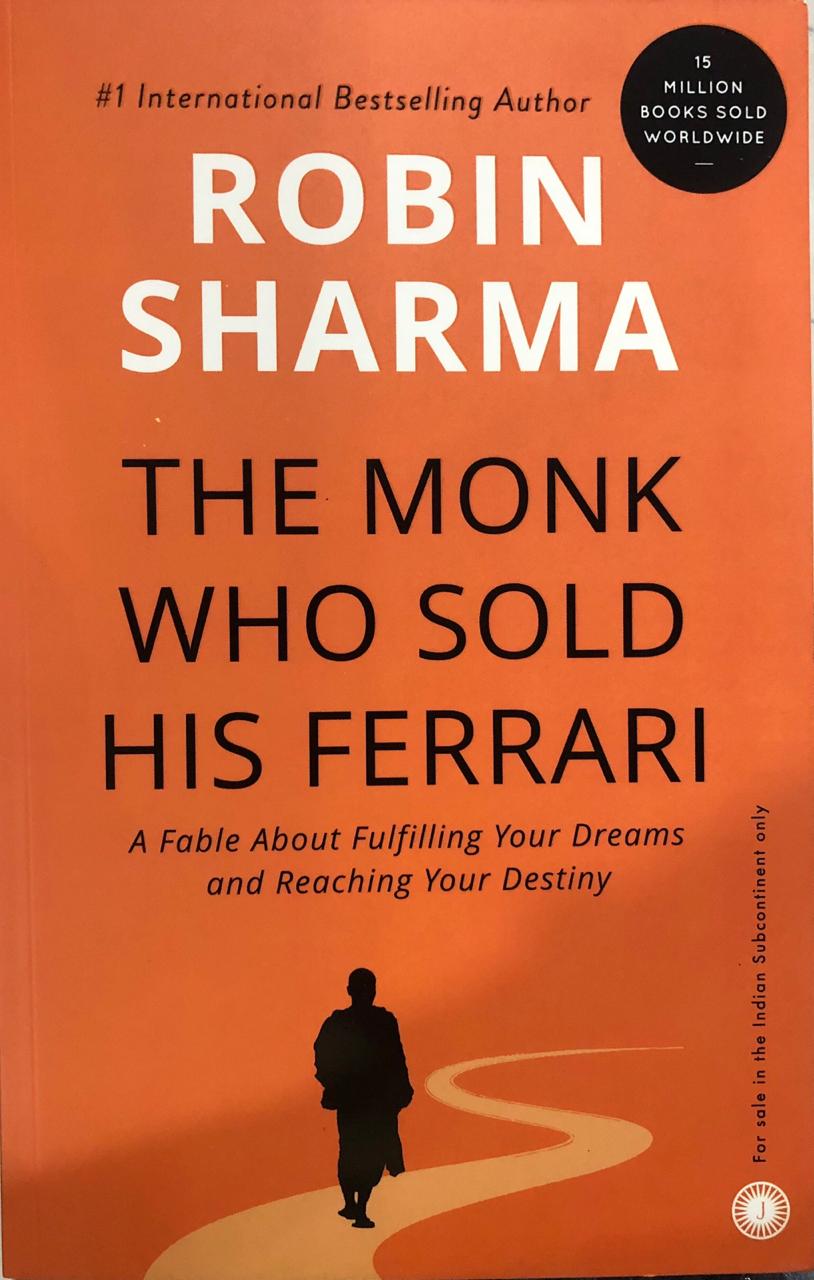 #1 International Bestselling Author
15
MILLION
BOOKS SOLD
WORLDWIDE
ROBIN
SHARMA
THE MONK
WHO SOLD
HIS FERRARI
A Fable About Fulfilling Your Dreams
and Reaching Your Destiny
For sale in the Indian Subcontinent only
J